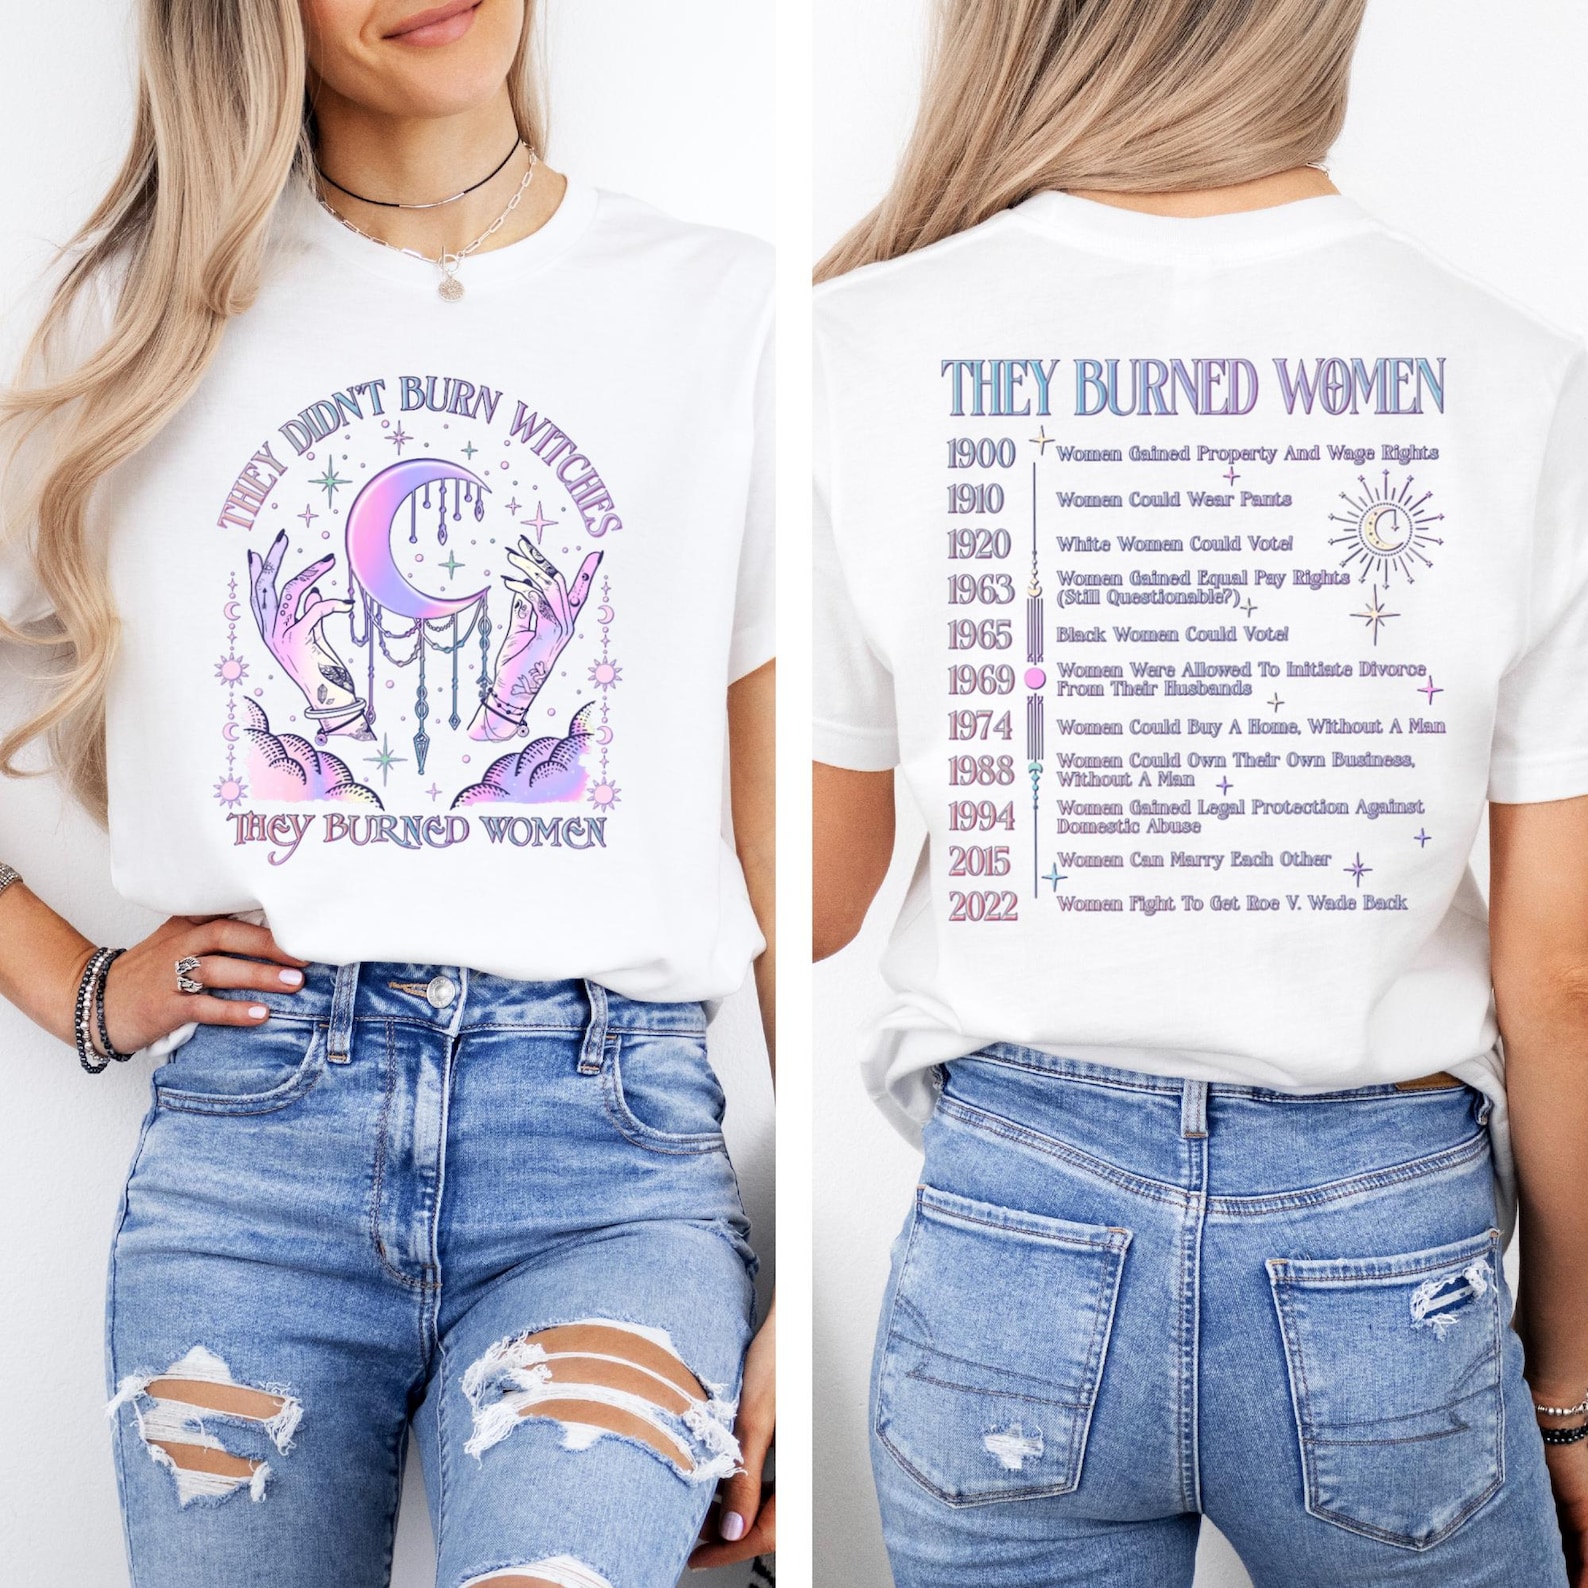 THEY DIDN'T BURN WITCHES
THEY BURNED WOMEN
THEY BURNED WOMEN
1900 Women Gained Property And Wage Rights
1910 Women Could Wear Pants
1920 White Women Could Vote!
1963 Women Gained Equal Pay Rights
(Still Questionable?)
1965 Black Women Could Vote!
1969 Women Were Allowed To Initiate Divorce
From Their Husbands
1974 Women Could Buy A Home, Without A Man
1988 Women Could Own Their Own Business,
Without A Man
1994 Women Gained Legal Protection Against
Domestic Abuse
2015 Women Can Marry Each Other
2022 Women Fight To Get Roe V. Wade Back